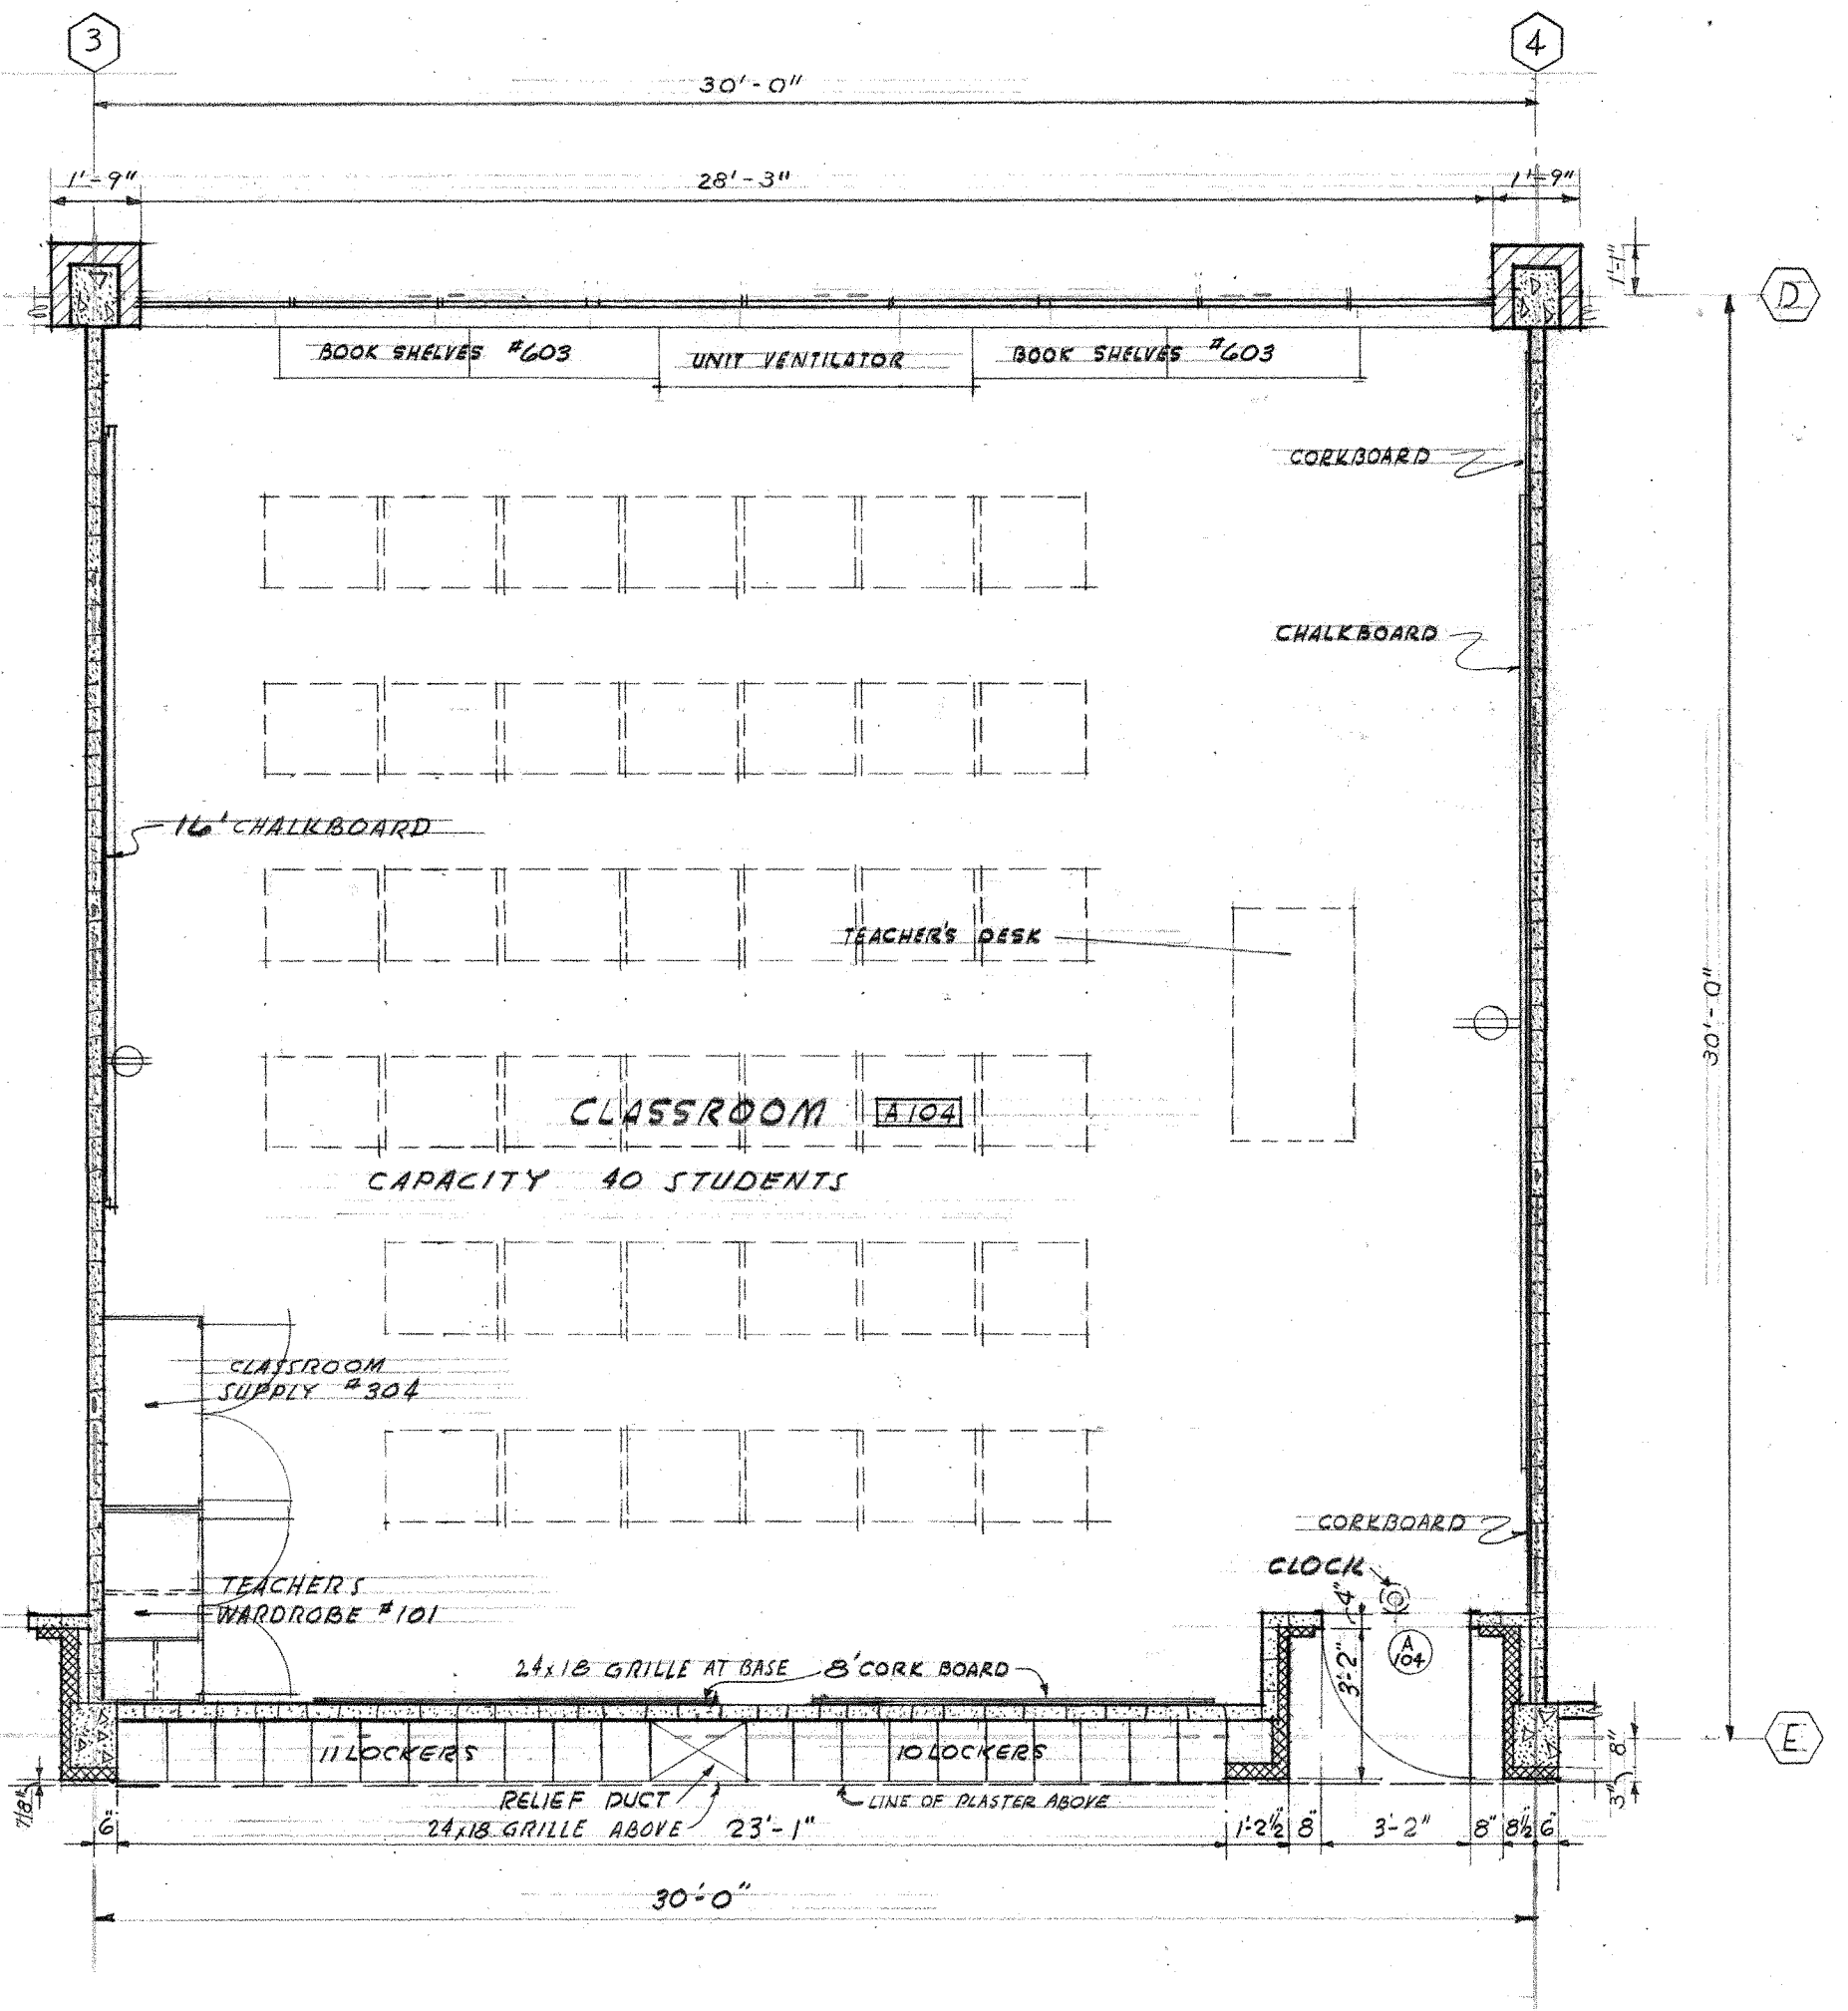 3
4
30'-0"
1'-9"
28'-3"
1'-9"
1'-1"
D
BOOK SHELVES #603
UNIT VENTILATOR
BOOK SHELVES #603
CORKBOARD
CHALKBOARD
16' CHALKBOARD
TEACHER'S DESK
30'-0"
CLASSROOM A104
CAPACITY 40 STUDENTS
CLASSROOM
SUPPLY #304
CORKBOARD
CLOCK
4"
TEACHERS
WARDROBE #101
A
104
3'-2"
24x18 GRILLE AT BASE
8' CORK BOARD
11 LOCKERS
10 LOCKERS
E
8"
3"
7/8"
RELIEF DUCT
LINE OF PLASTER ABOVE
24x18 GRILLE ABOVE
6"
23'-1"
1'-2½"
8"
3'-2"
8"
8½
6"
30'-0"